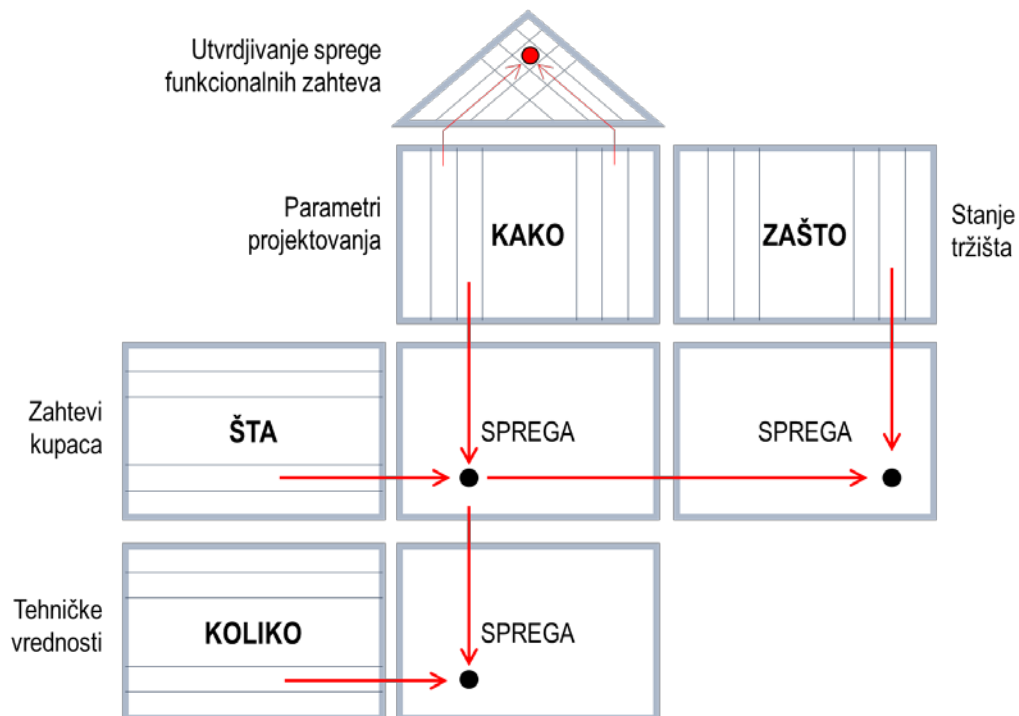 Utvrdjivanje sprege
funkcionalnih zahteva
Parametri
projektovanja
KAKO
ZAŠTO
Stanje
tržišta
Zahtevi
kupaca
ŠTA
SPREGA
SPREGA
Tehničke
vrednosti
KOLIKO
SPREGA